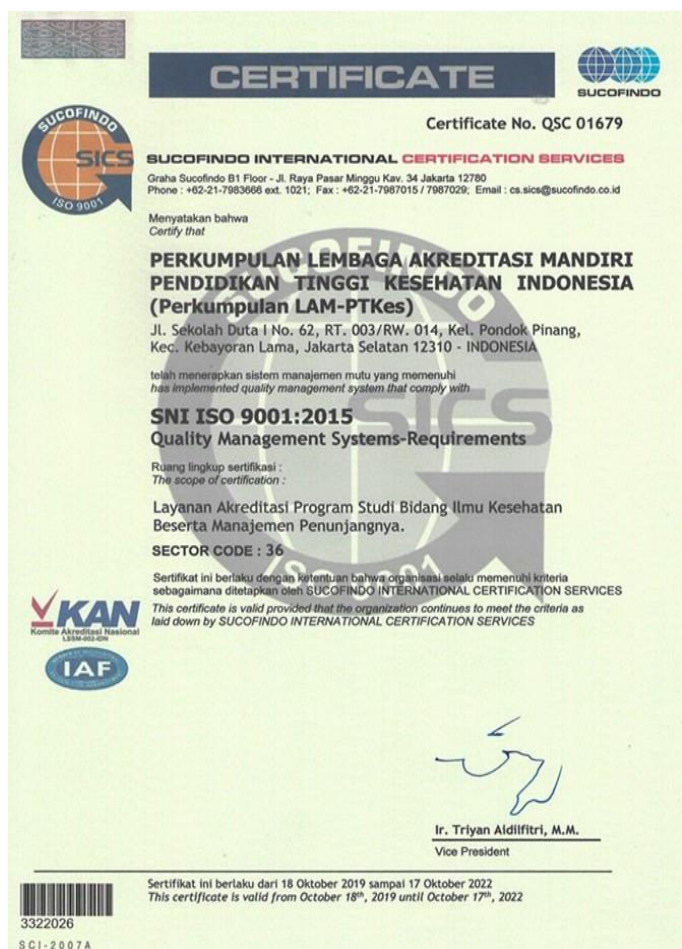 CERTIFICATE
SUCOFINDO
Certificate No. QSC 01679
SUCOFINDO
SICS
ISO 9001
SUCOFINDO INTERNATIONAL CERTIFICATION SERVICES
Graha Sucofindo B1 Floor - Jl. Raya Pasar Minggu Kav. 34 Jakarta 12780
Phone : +62-21-7983666 ext. 1021; Fax : +62-21-7987015 / 7987029; Email : cs.sics@sucofindo.co.id
Menyatakan bahwa
Certify that
PERKUMPULAN LEMBAGA AKREDITASI MANDIRI
PENDIDIKAN TINGGI KESEHATAN INDONESIA
(Perkumpulan LAM-PTKes)
Jl. Sekolah Duta I No. 62, RT. 003/RW. 014, Kel. Pondok Pinang,
Kec. Kebayoran Lama, Jakarta Selatan 12310 - INDONESIA
telah menerapkan sistem manajemen mutu yang memenuhi
has implemented quality management system that comply with
SNI ISO 9001:2015
Quality Management Systems-Requirements
Ruang lingkup sertifikasi :
The scope of certification :
Layanan Akreditasi Program Studi Bidang Ilmu Kesehatan
Beserta Manajemen Penunjangnya.
SECTOR CODE : 36
Sertifikat ini berlaku dengan ketentuan bahwa organisasi selalu memenuhi kriteria
sebagaimana ditetapkan oleh SUCOFINDO INTERNATIONAL CERTIFICATION SERVICES
This certificate is valid provided that the organization continues to meet the criteria as
laid down by SUCOFINDO INTERNATIONAL CERTIFICATION SERVICES
SUCOFINDO
SICS
ISO 9001
KAN
Komite Akreditasi Nasional
LSSM-002-IDN
IAF
Ir. Triyan Aidilfitri, M.M.
Vice President
Sertifikat ini berlaku dari 18 Oktober 2019 sampai 17 Oktober 2022
This certificate is valid from October 18th, 2019 until October 17th, 2022
3322026
SCI-2007A